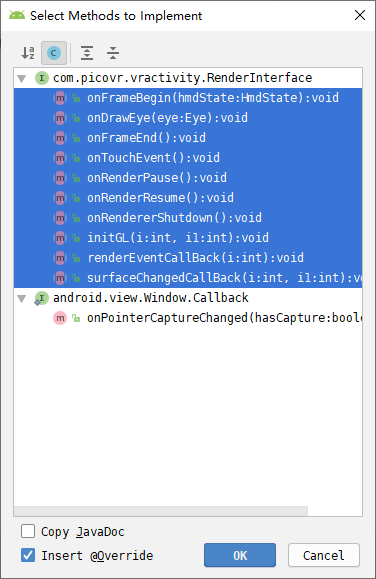 Select Methods to Implement
com.picovr.vractivity.RenderInterface
onFrameBegin(hmdState:HmdState):void
onDrawEye(eye:Eye):void
onFrameEnd():void
onTouchEvent():void
onRenderPause():void
onRenderResume():void
onRendererShutdown():void
initGL(i:int, i1:int):void
renderEventCallBack(i:int):void
surfaceChangedCallBack(i:int, i1:int):v
android.view.Window.Callback
onPointerCaptureChanged(hasCapture:boole
Copy JavaDoc
Insert @Override
OK
Cancel